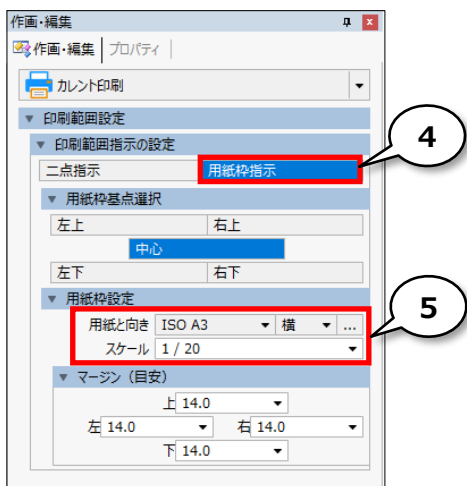 作画・編集
作画・編集 プロパティ
カレント印刷
印刷範囲設定
印刷範囲指示の設定
二点指示 用紙枠指示
4
用紙枠基点選択
左上 右上
中心
左下 右下
用紙枠設定
5
用紙と向き ISO A3 横 ...
スケール 1 / 20
マージン（目安）
上 14.0
左 14.0 右 14.0
下 14.0